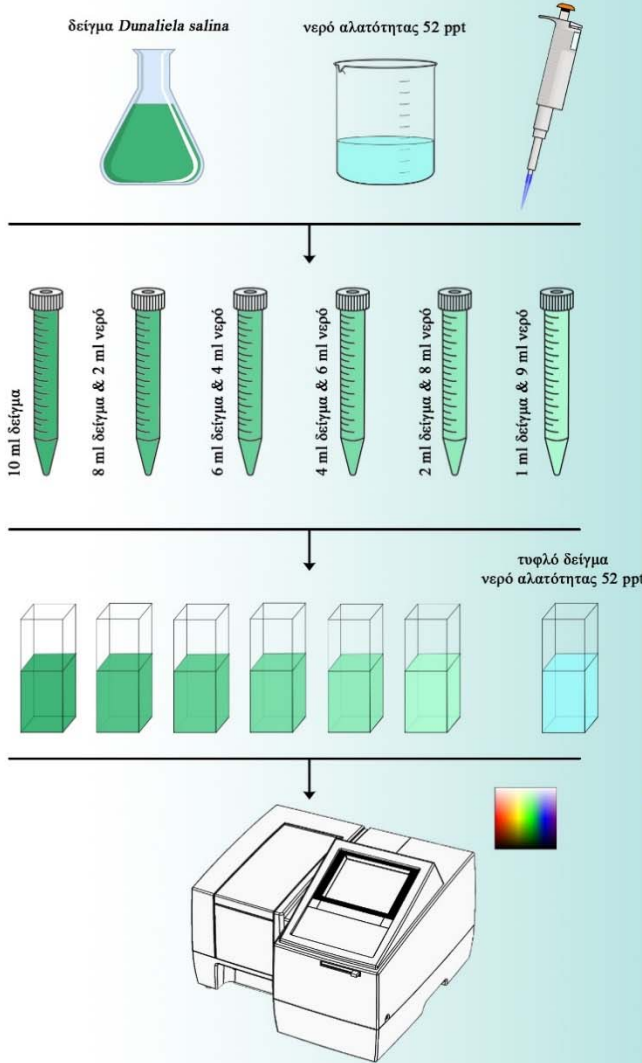 δείγμα Dunaliela salina
νερό αλατότητας 52 ppt
10 ml δείγμα
8 ml δείγμα & 2 ml νερό
6 ml δείγμα & 4 ml νερό
4 ml δείγμα & 6 ml νερό
2 ml δείγμα & 8 ml νερό
1 ml δείγμα & 9 ml νερό
τυφλό δείγμα
νερό αλατότητας 52 ppt